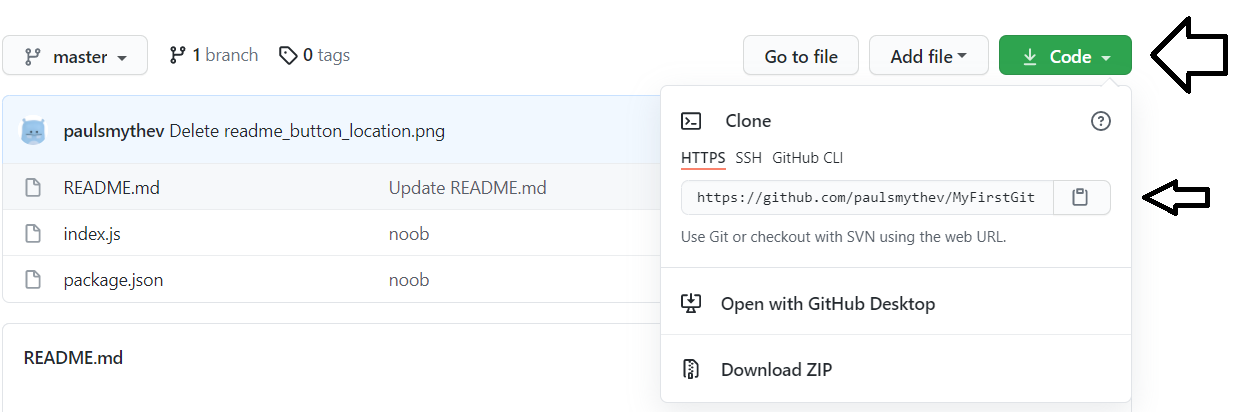 master 1 branch 0 tags Go to file Add file Code
paulsmythev Delete readme_button_location.png
README.md Update README.md
index.js noob
package.json noob
README.md
Clone
HTTPS SSH GitHub CLI
https://github.com/paulsmythev/MyFirstGit
Use Git or checkout with SVN using the web URL.
Open with GitHub Desktop
Download ZIP